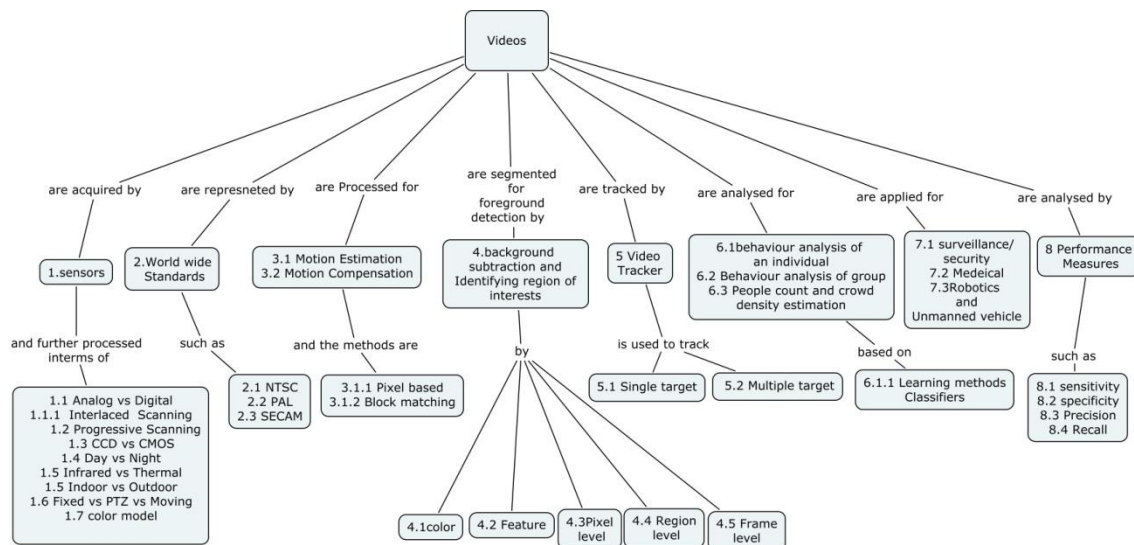 Videos
are acquired by
are represneted by
are Processed for
are segmented
for
foreground
detection by
are tracked by
are analysed for
are applied for
are analysed by
1.sensors
2.World wide
Standards
3.1 Motion Estimation
3.2 Motion Compensation
4.background
subtraction and
Identifying region of
interests
5 Video
Tracker
6.1behaviour analysis of
an individual
6.2 Behaviour analysis of group
6.3 People count and crowd
density estimation
7.1 surveillance/
security
7.2 Medeical
7.3Robotics
and
Unmanned vehicle
8 Performance
Measures
and further processed
interms of
such as
and the methods are
by
is used to track
based on
such as
1.1 Analog vs Digital
1.1.1 Interlaced Scanning
1.2 Progressive Scanning
1.3 CCD vs CMOS
1.4 Day vs Night
1.5 Infrared vs Thermal
1.5 Indoor vs Outdoor
1.6 Fixed vs PTZ vs Moving
1.7 color model
2.1 NTSC
2.2 PAL
2.3 SECAM
3.1.1 Pixel based
3.1.2 Block matching
5.1 Single target
5.2 Multiple target
6.1.1 Learning methods
Classifiers
8.1 sensitivity
8.2 specificity
8.3 Precision
8.4 Recall
4.1color
4.2 Feature
4.3Pixel
level
4.4 Region
level
4.5 Frame
level